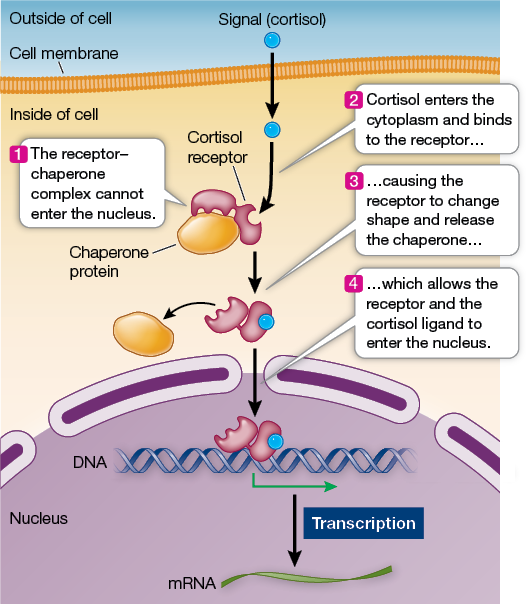 Outside of cell
Signal (cortisol)
Cell membrane
Inside of cell
2 Cortisol enters the
cytoplasm and binds
to the receptor…
Cortisol
receptor
1 The receptor–
chaperone
complex cannot
enter the nucleus.
3 …causing the
receptor to change
shape and release
the chaperone…
Chaperone
protein
4 …which allows the
receptor and the
cortisol ligand to
enter the nucleus.
DNA
Nucleus
Transcription
mRNA